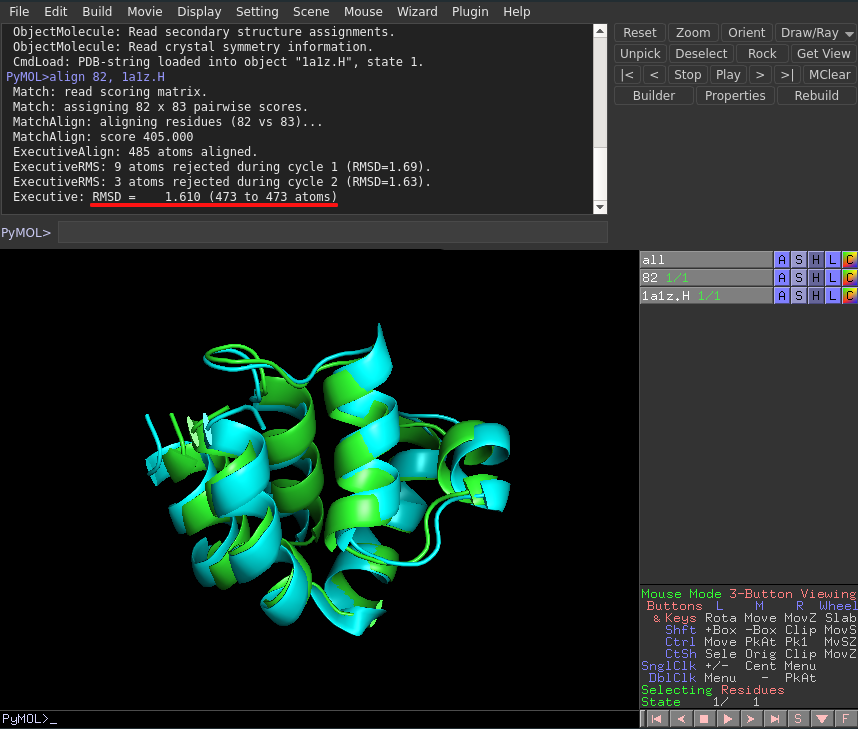 File Edit Build Movie Display Setting Scene Mouse Wizard Plugin Help
ObjectMolecule: Read secondary structure assignments.
ObjectMolecule: Read crystal symmetry information.
CmdLoad: PDB-string loaded into object "1a1z.H", state 1.
PyMOL>align 82, 1a1z.H
Match: read scoring matrix.
Match: assigning 82 x 83 pairwise scores.
MatchAlign: aligning residues (82 vs 83)...
MatchAlign: score 405.000
ExecutiveAlign: 485 atoms aligned.
ExecutiveRMS: 9 atoms rejected during cycle 1 (RMSD=1.69).
ExecutiveRMS: 3 atoms rejected during cycle 2 (RMSD=1.63).
Executive: RMSD = 1.610 (473 to 473 atoms)
PyMOL>
Reset Zoom Orient Draw/Ray
Unpick Deselect Rock Get View
|< < Stop Play > >| MClear
Builder Properties Rebuild
all A S H L C
82 1/1 A S H L C
1a1z.H 1/1 A S H L C
Mouse Mode 3-Button Viewing
Buttons L M R Wheel
& Keys Rota Move MovZ Slab
Shft +Box -Box Clip MovS
Ctrl Move PkAt Pk1 MvSZ
CtSh Sele Orig Clip MovZ
SnglClk +/- Cent Menu
DblClk Menu - PkAt
Selecting Residues
State 1/ 1
PyMOL>_
S F